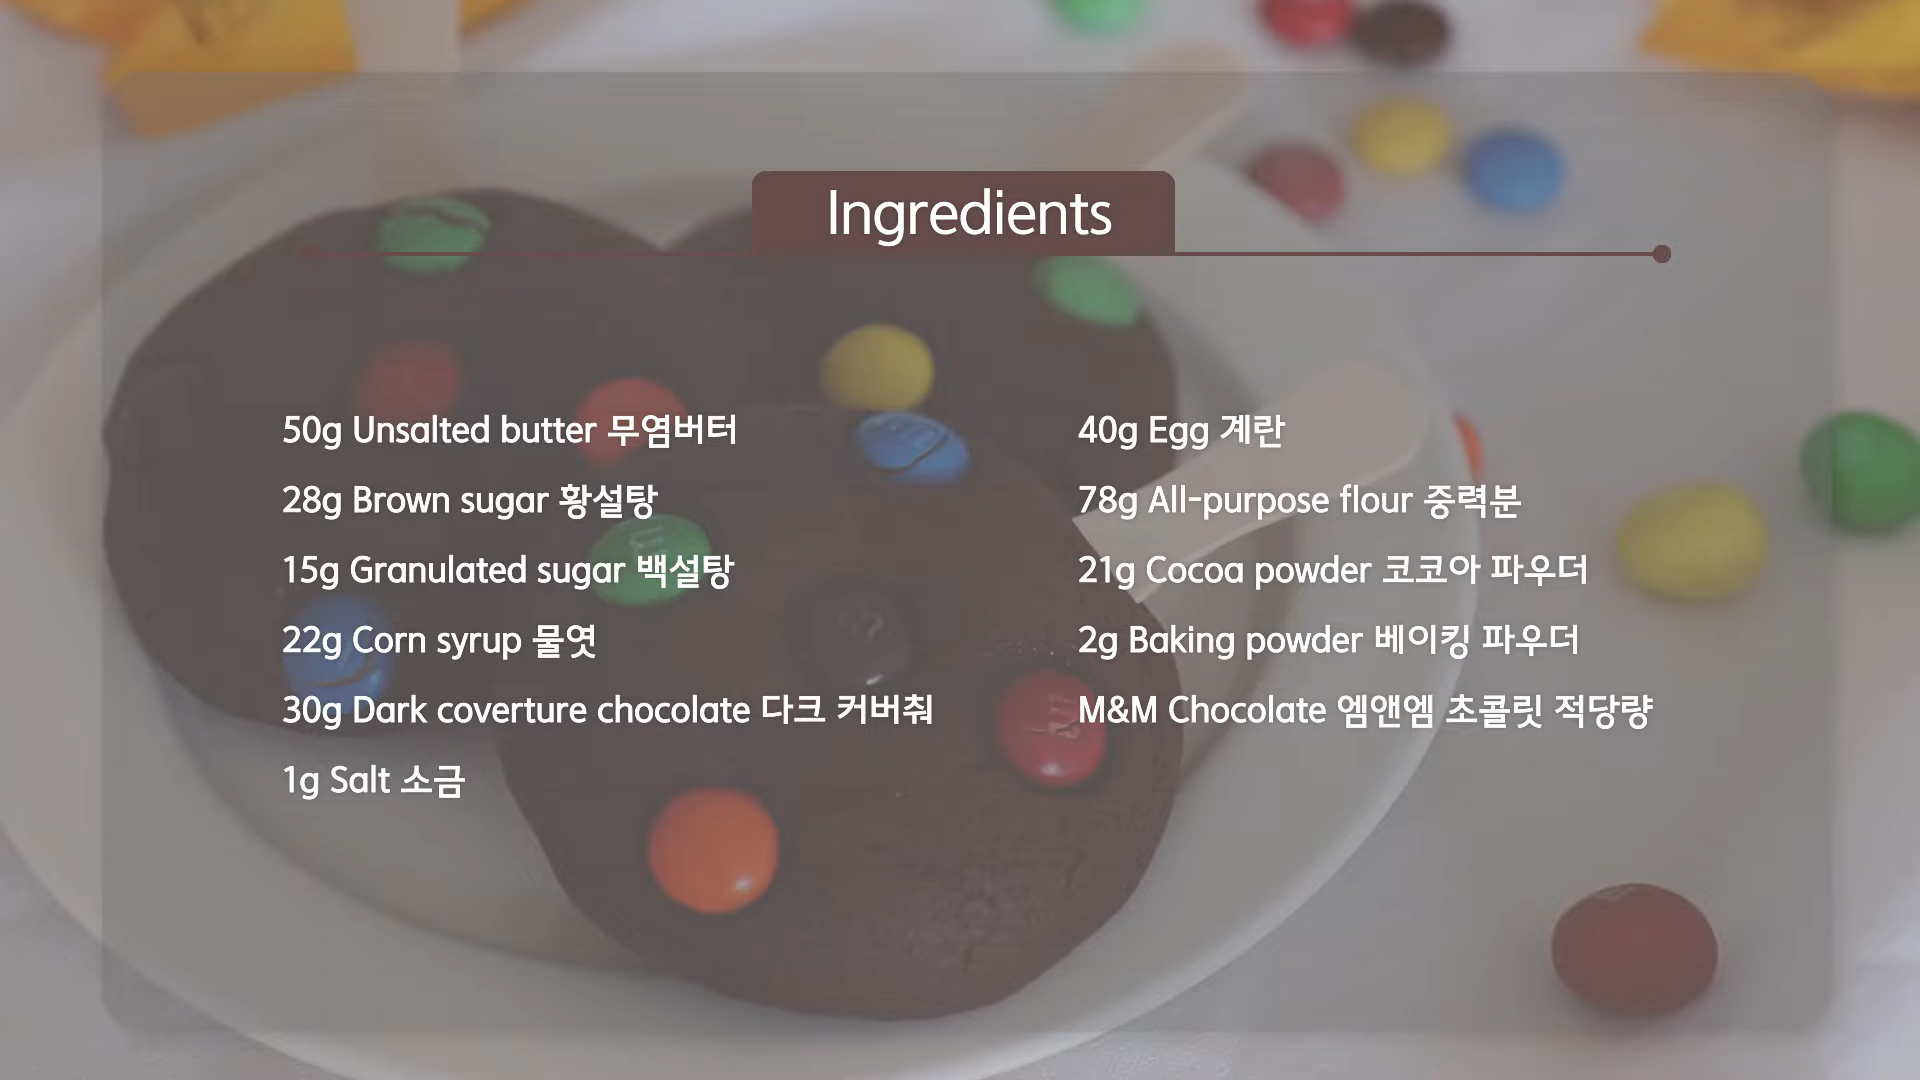 Ingredients
50g Unsalted butter 무염버터
28g Brown sugar 황설탕
15g Granulated sugar 백설탕
22g Corn syrup 물엿
30g Dark coverture chocolate 다크 커버춰
1g Salt 소금
40g Egg 계란
78g All-purpose flour 중력분
21g Cocoa powder 코코아 파우더
2g Baking powder 베이킹 파우더
M&M Chocolate 엠앤엠 초콜릿 적당량